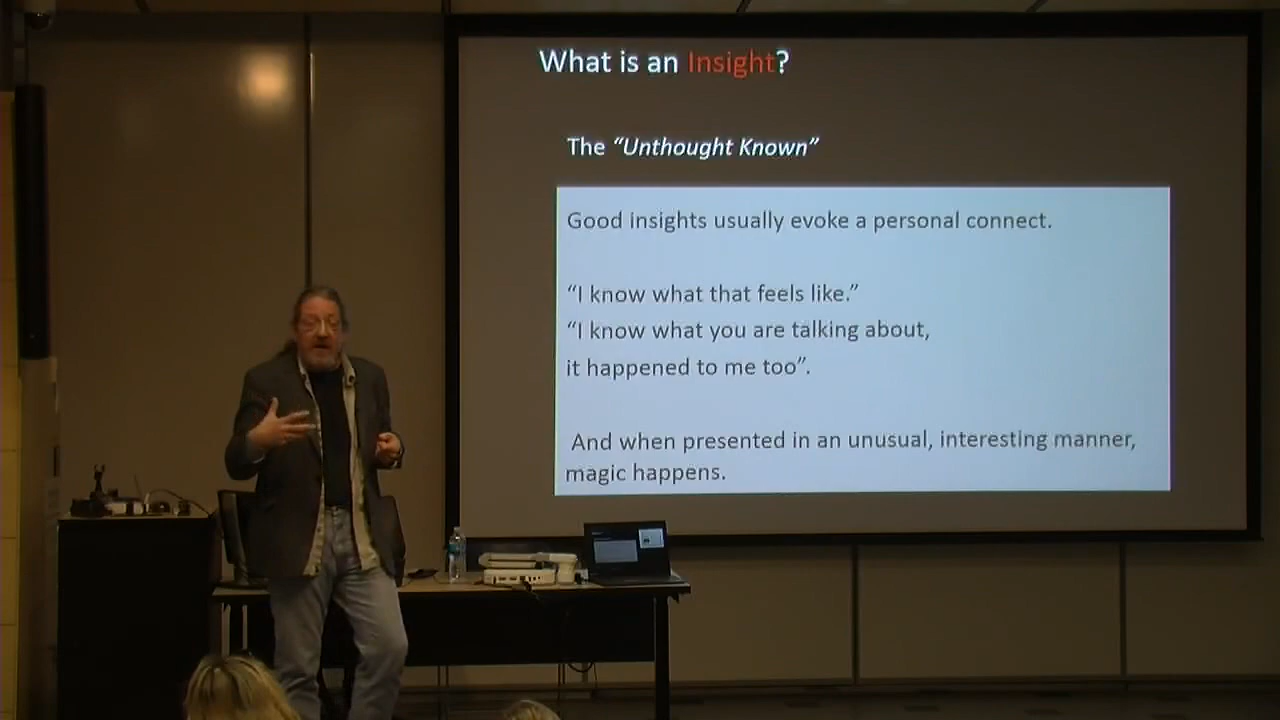 What is an Insight?
The “Unthought Known”
Good insights usually evoke a personal connect.
“I know what that feels like.”
“I know what you are talking about,
it happened to me too”.
And when presented in an unusual, interesting manner,
magic happens.